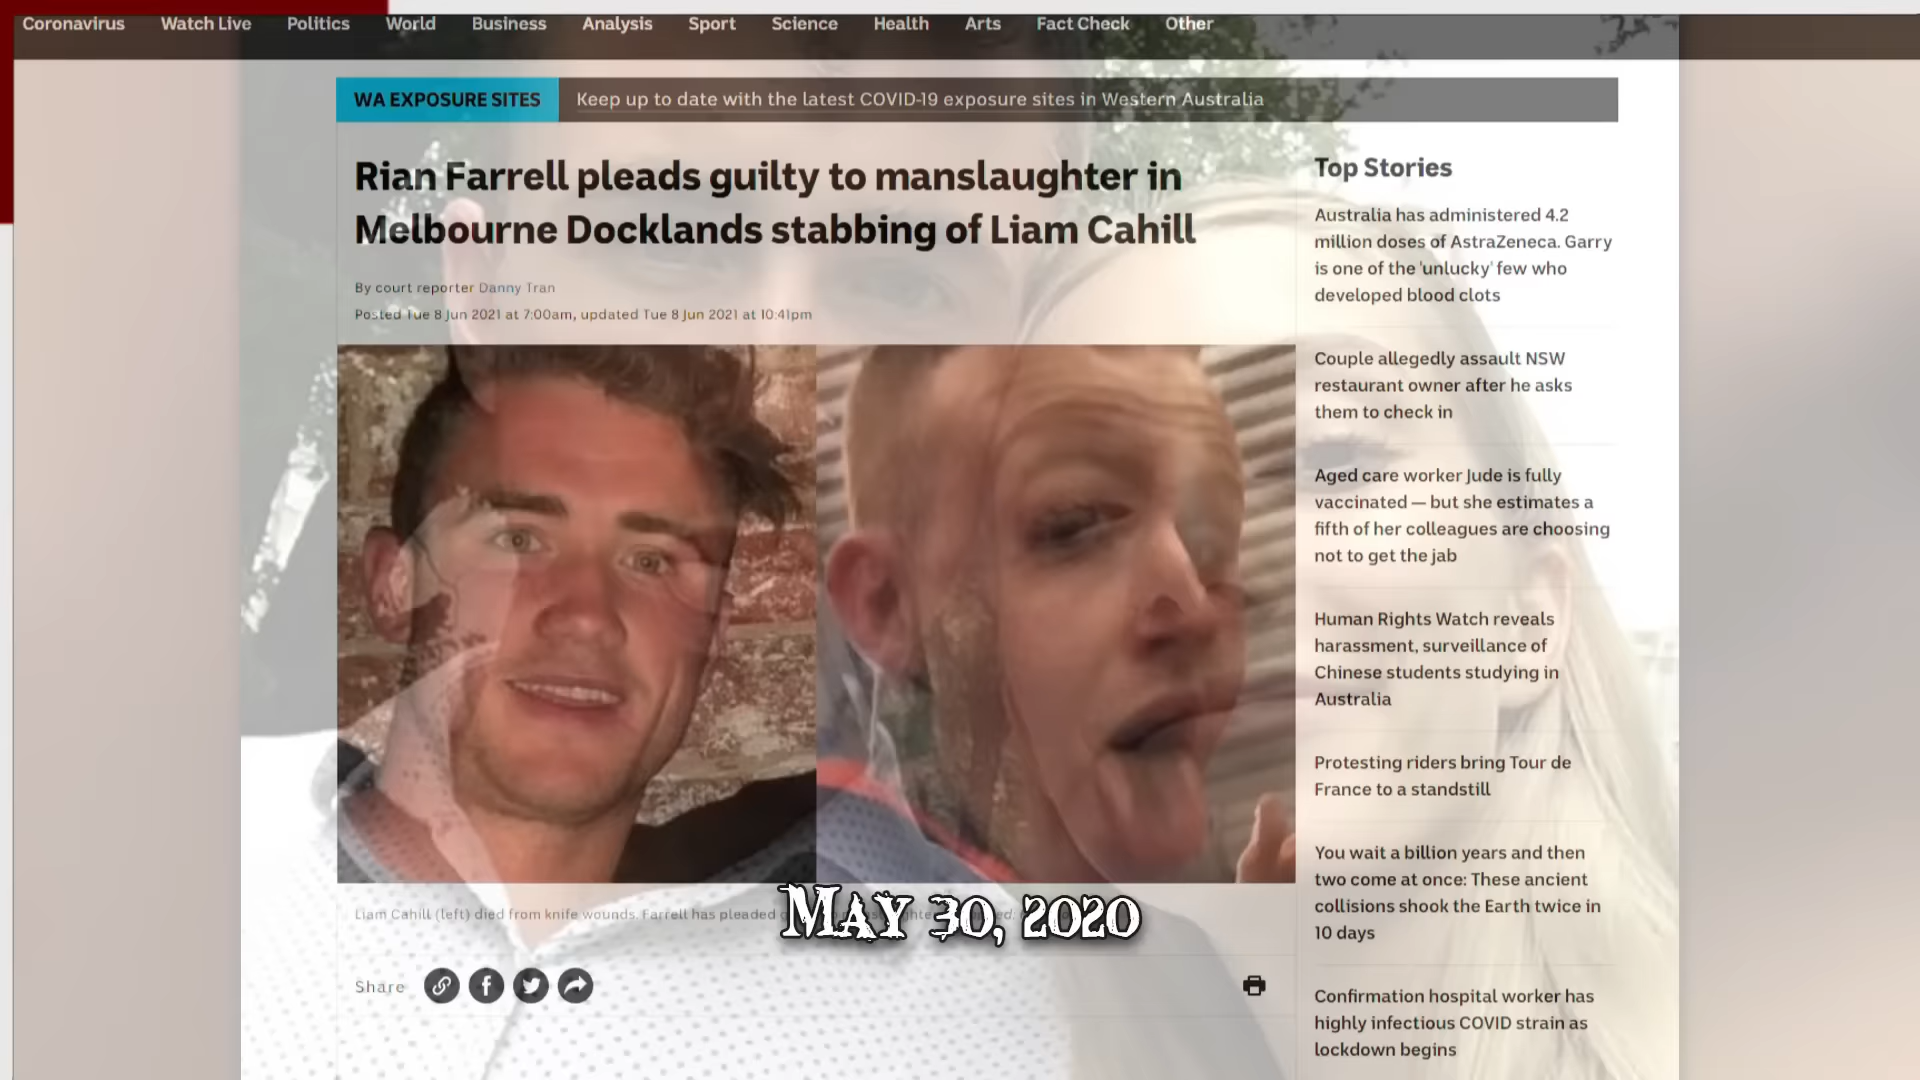 Coronavirus Watch Live Politics World Business Analysis Sport Science Health Arts Fact Check Other
WA EXPOSURE SITES Keep up to date with the latest COVID-19 exposure sites in Western Australia
Rian Farrell pleads guilty to manslaughter in
Melbourne Docklands stabbing of Liam Cahill
By court reporter Danny Tran
Posted Tue 8 Jun 2021 at 7:00am, updated Tue 8 Jun 2021 at 10:41pm
Liam Cahill (left) died from knife wounds. Farrell has pleaded
MAY 30, 2020
Share
Top Stories
Australia has administered 4.2
million doses of AstraZeneca. Garry
is one of the 'unlucky' few who
developed blood clots
Couple allegedly assault NSW
restaurant owner after he asks
them to check in
Aged care worker Jude is fully
vaccinated — but she estimates a
fifth of her colleagues are choosing
not to get the jab
Human Rights Watch reveals
harassment, surveillance of
Chinese students studying in
Australia
Protesting riders bring Tour de
France to a standstill
You wait a billion years and then
two come at once: These ancient
collisions shook the Earth twice in
10 days
Confirmation hospital worker has
highly infectious COVID strain as
lockdown begins